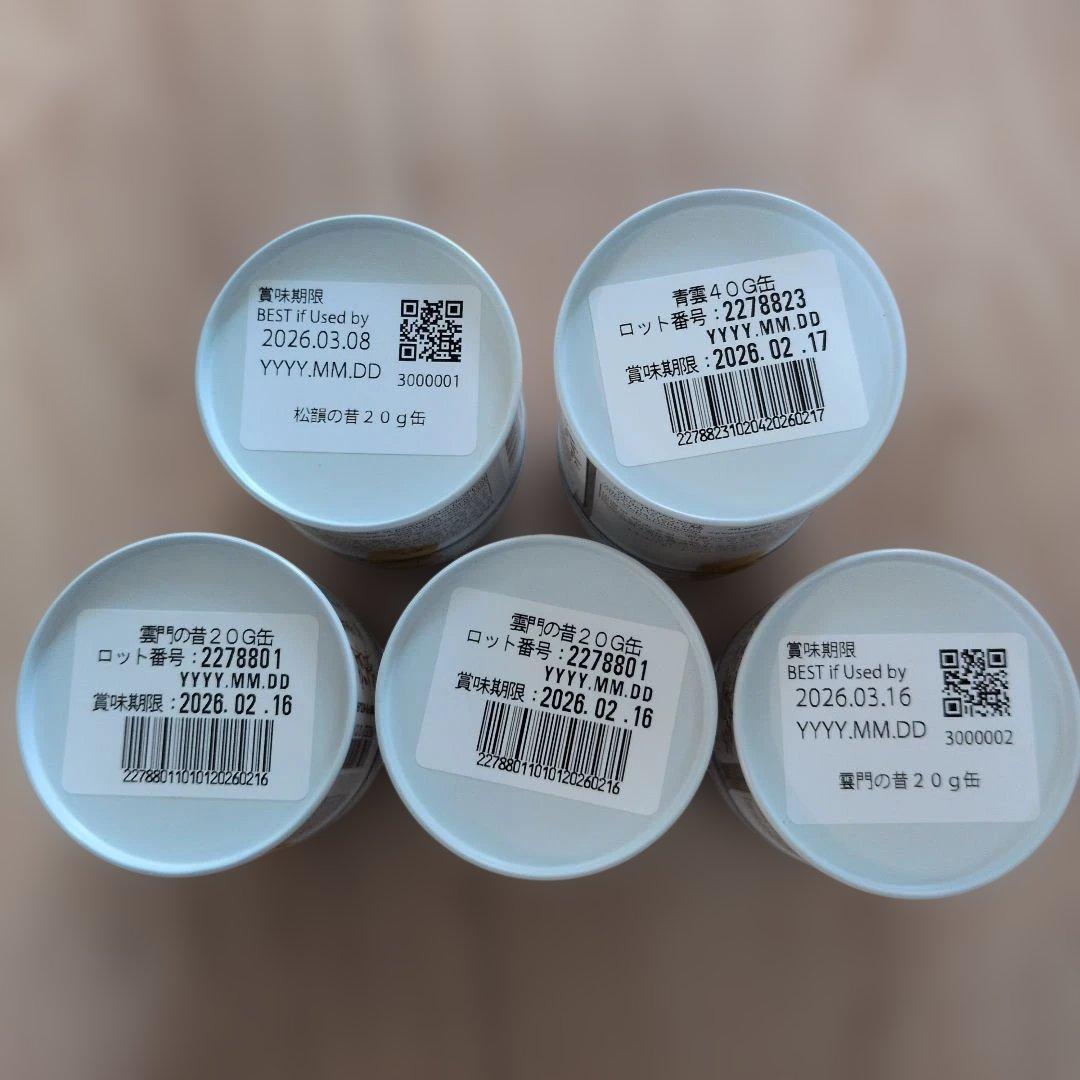 賞味期限
BEST if Used by
2026.03.08
YYYY.MM.DD
3000001
松韻の昔20g缶
青雲40G缶
ロット番号:2278823
YYYY.MM.DD
賞味期限:2026.02.17
22788231020420260217
雲門の昔20G缶
ロット番号:2278801
YYYY.MM.DD
賞味期限:2026.02.16
22788011010120260216
雲門の昔20G缶
ロット番号:2278801
YYYY.MM.DD
賞味期限:2026.02.16
22788011010120260216
賞味期限
BEST if Used by
2026.03.16
YYYY.MM.DD
3000002
雲門の昔20g缶